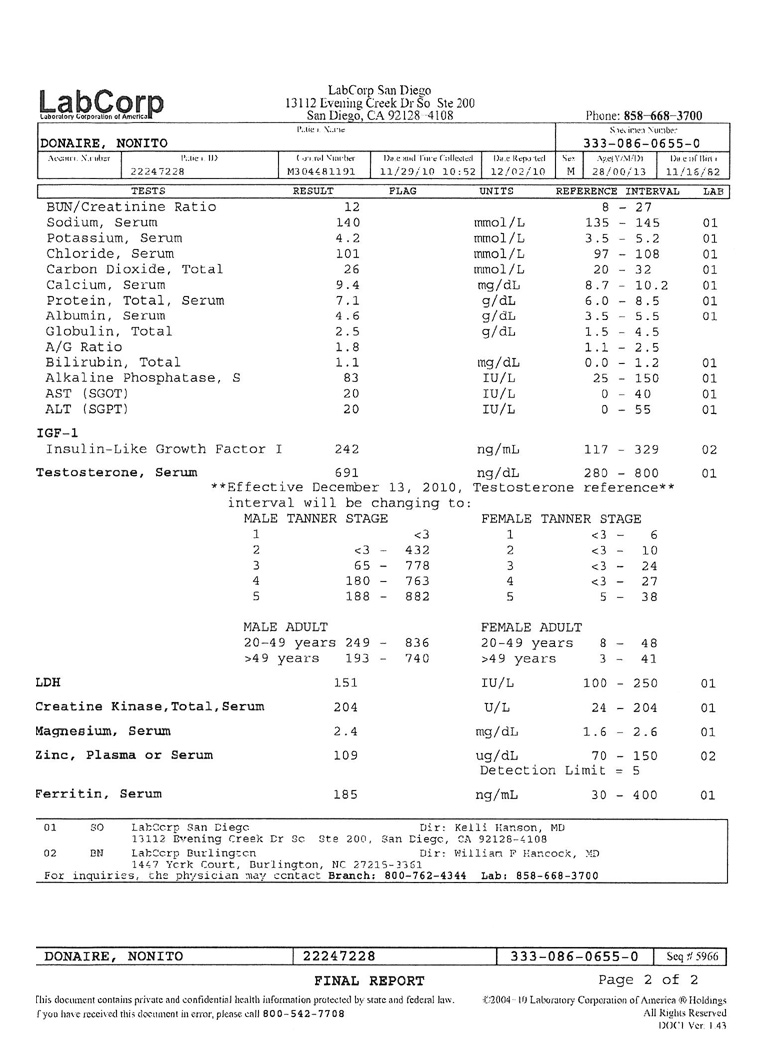 LabCorp
Laboratory Corporation of America
LabCorp San Diego
13112 Evening Creek Dr So Ste 200
San Diego, CA 92128-4108
Phone: 858-668-3700
Patient Name
Specimen Number
DONAIRE, NONITO
333-086-0655-0
Account Number Patient ID Control Number Date and Time Collected Date Reported Sex Age(Y/M/D) Date of Birth
22247228 M304481191 11/29/10 10:52 12/02/10 M 28/00/13 11/16/82
TESTS RESULT FLAG UNITS REFERENCE INTERVAL LAB
BUN/Creatinine Ratio 12 8 - 27
Sodium, Serum 140 mmol/L 135 - 145 01
Potassium, Serum 4.2 mmol/L 3.5 - 5.2 01
Chloride, Serum 101 mmol/L 97 - 108 01
Carbon Dioxide, Total 26 mmol/L 20 - 32 01
Calcium, Serum 9.4 mg/dL 8.7 - 10.2 01
Protein, Total, Serum 7.1 g/dL 6.0 - 8.5 01
Albumin, Serum 4.6 g/dL 3.5 - 5.5 01
Globulin, Total 2.5 g/dL 1.5 - 4.5
A/G Ratio 1.8 1.1 - 2.5
Bilirubin, Total 1.1 mg/dL 0.0 - 1.2 01
Alkaline Phosphatase, S 83 IU/L 25 - 150 01
AST (SGOT) 20 IU/L 0 - 40 01
ALT (SGPT) 20 IU/L 0 - 55 01
IGF-1
Insulin-Like Growth Factor I 242 ng/mL 117 - 329 02
Testosterone, Serum 691 ng/dL 280 - 800 01
**Effective December 13, 2010, Testosterone reference**
interval will be changing to:
MALE TANNER STAGE FEMALE TANNER STAGE
1 <3 1 <3 - 6
2 <3 - 432 2 <3 - 10
3 65 - 778 3 <3 - 24
4 180 - 763 4 <3 - 27
5 188 - 882 5 5 - 38
MALE ADULT FEMALE ADULT
20-49 years 249 - 836 20-49 years 8 - 48
>49 years 193 - 740 >49 years 3 - 41
LDH 151 IU/L 100 - 250 01
Creatine Kinase,Total,Serum 204 U/L 24 - 204 01
Magnesium, Serum 2.4 mg/dL 1.6 - 2.6 01
Zinc, Plasma or Serum 109 ug/dL 70 - 150 02
Detection Limit = 5
Ferritin, Serum 185 ng/mL 30 - 400 01
01 SO LabCorp San Diego Dir: Kelli Hanson, MD
13112 Evening Creek Dr So Ste 200, San Diego, CA 92128-4108
02 BN LabCorp Burlington Dir: William F Hancock, MD
1447 York Court, Burlington, NC 27215-3361
For inquiries, the physician may contact Branch: 800-762-4344 Lab: 858-668-3700
DONAIRE, NONITO 22247228 333-086-0655-0 Seq # 5966
FINAL REPORT Page 2 of 2
This document contains private and confidential health information protected by state and federal law.
If you have received this document in error, please call 800-542-7708
©2004-10 Laboratory Corporation of America ® Holdings
All Rights Reserved
DOC1 Ver: 1.43